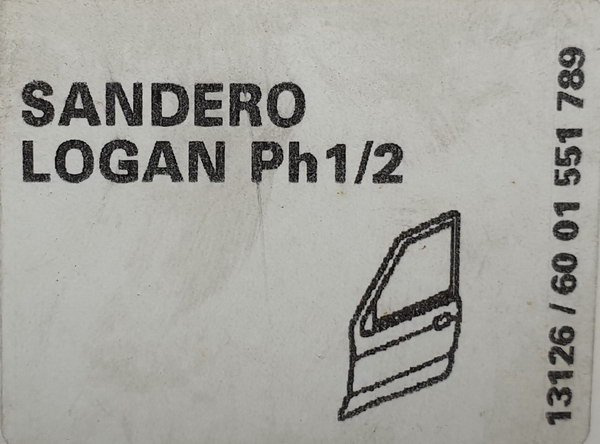 SANDERO
LOGAN Ph1/2
13126 / 60 01 551 789